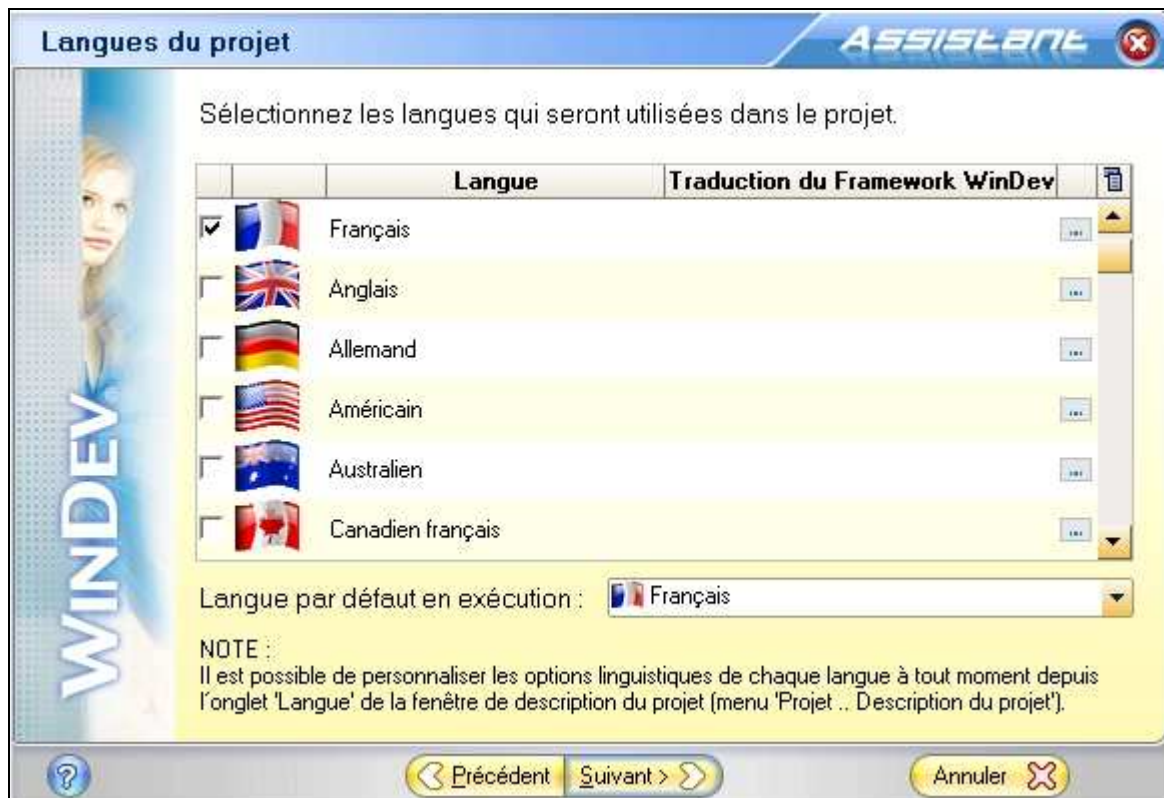 Langues du projet
Assistant
Sélectionnez les langues qui seront utilisées dans le projet.
Langue Traduction du Framework WinDev
Français
...
Anglais
...
Allemand
...
Américain
...
Australien
...
Canadien français
...
Langue par défaut en exécution : Français
NOTE :
Il est possible de personnaliser les options linguistiques de chaque langue à tout moment depuis
l'onglet 'Langue' de la fenêtre de description du projet (menu 'Projet .. Description du projet').
WINDEV
?
Précédent Suivant > Annuler